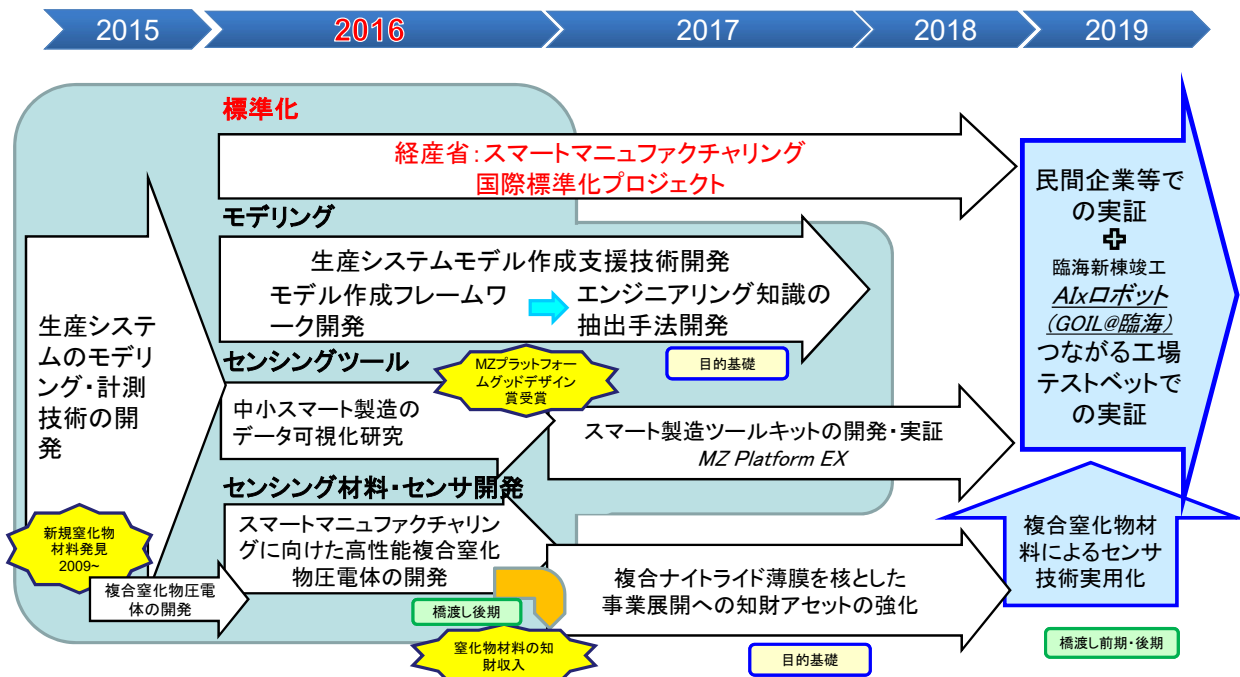 2015
2016
2017
2018
2019
標準化
経産省：スマートマニュファクチャリング
国際標準化プロジェクト
モデリング
生産システムモデル作成支援技術開発
モデル作成フレームワ
ーク開発
エンジニアリング知識の
抽出手法開発
目的基礎
生産システ
ムのモデリ
ング・計測
技術の開
発
センシングツール
MZプラットフォー
ムグッドデザイン
賞受賞
中小スマート製造の
データ可視化研究
スマート製造ツールキットの開発・実証
MZ Platform EX
センシング材料・センサ開発
スマートマニュファクチャリン
グに向けた高性能複合窒化
物圧電体の開発
新規窒化物
材料発見
2009~
複合窒化物圧電
体の開発
橋渡し後期
窒化物材料の知
財収入
複合ナイトライド薄膜を核とした
事業展開への知財アセットの強化
目的基礎
民間企業等で
の実証
臨海新棟竣工
AIxロボット
（GOIL@臨海）
つながる工場
テストベットで
の実証
複合窒化物材
料によるセンサ
技術実用化
橋渡し前期・後期